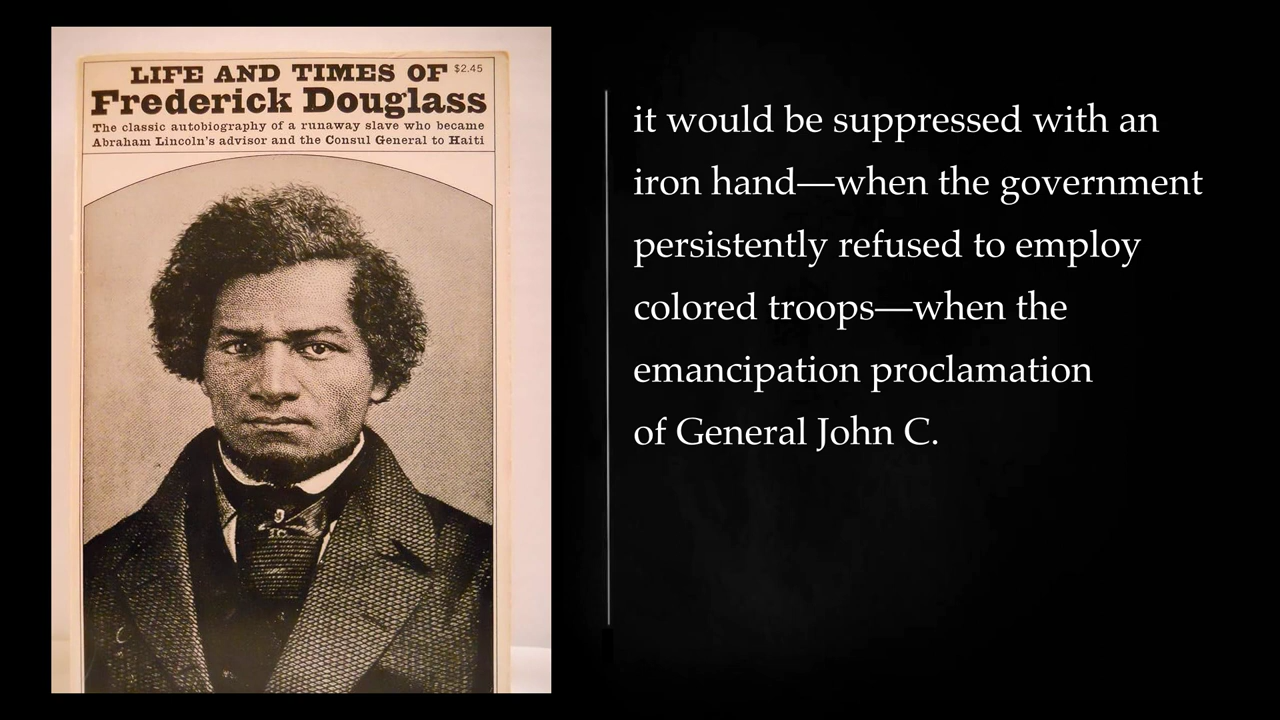 LIFE AND TIMES OF $2.45
Frederick Douglass
The classic autobiography of a runaway slave who became
Abraham Lincoln's advisor and the Consul General to Haiti
it would be suppressed with an
iron hand—when the government
persistently refused to employ
colored troops—when the
emancipation proclamation
of General John C.